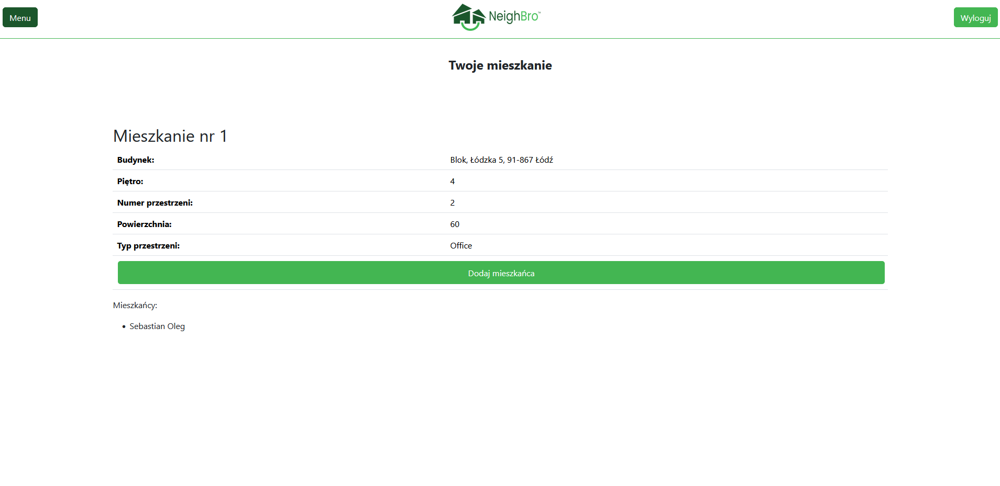 Menu
NeighBro™
Wyloguj
Twoje mieszkanie
Mieszkanie nr 1
Budynek: Blok, Łódzka 5, 91-867 Łódź
Piętro: 4
Numer przestrzeni: 2
Powierzchnia: 60
Typ przestrzeni: Office
Dodaj mieszkańca
Mieszkańcy:
• Sebastian Oleg